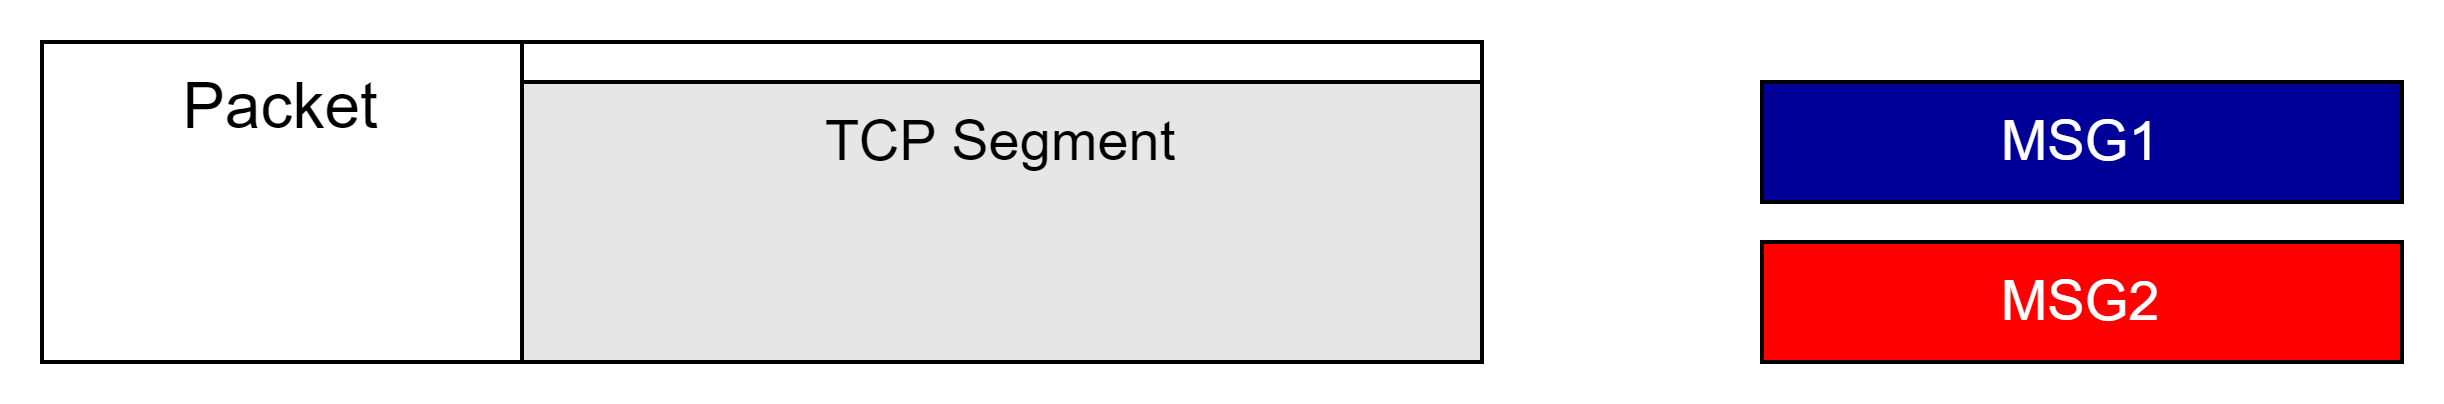 Packet
TCP Segment
MSG1
MSG2